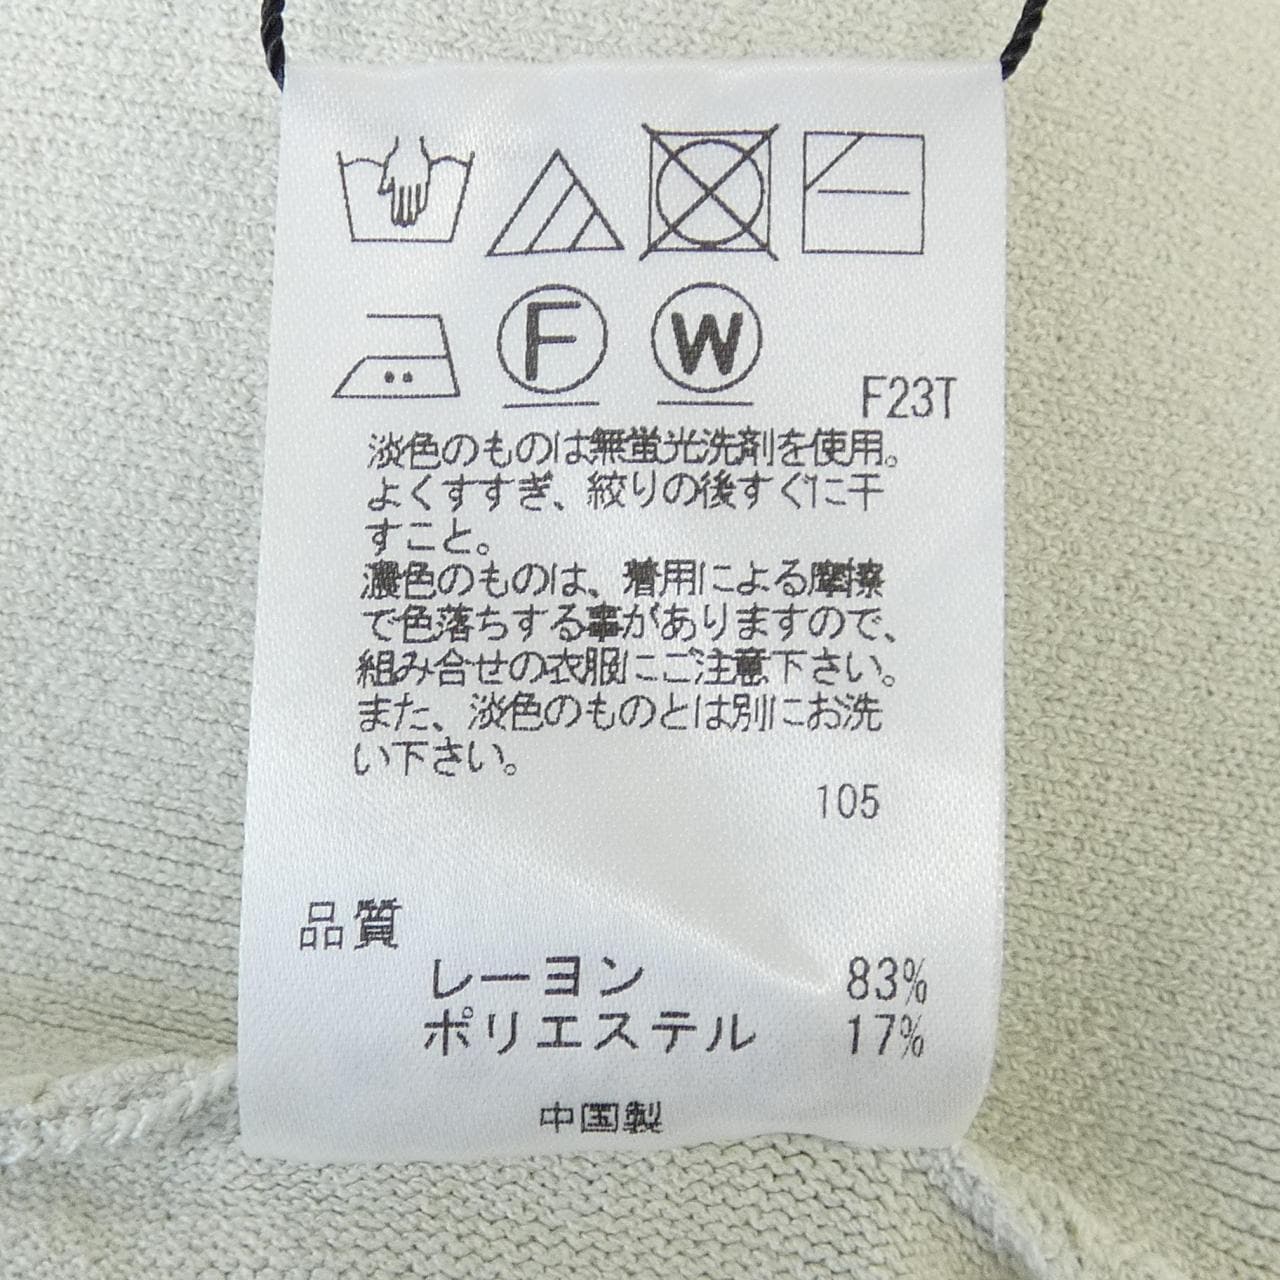 F W
F23T
淡色のものは無蛍光洗剤を使用。
よくすすぎ、絞りの後すぐに干
すこと。
濃色のものは、着用による摩擦
で色落ちする事がありますので、
組み合せの衣服にご注意下さい。
また、淡色のものとは別にお洗
い下さい。
105
品質
レーヨン 83%
ポリエステル 17%
中国製